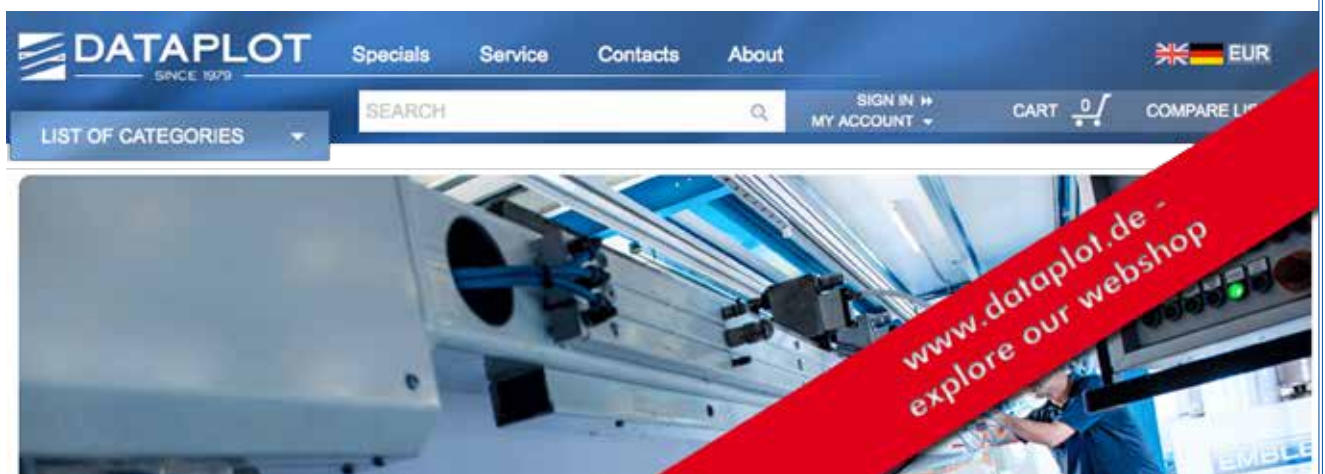 DATAPLOT
SINCE 1979
Specials Service Contacts About
EUR
SEARCH
SIGN IN
MY ACCOUNT
CART 0
COMPARE
LIST OF CATEGORIES
www.dataplot.de -
explore our webshop
EMBLE